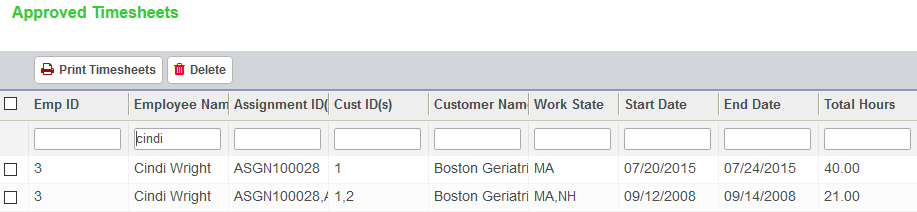 Approved Timesheets
Print Timesheets Delete
Emp ID Employee Nam Assignment ID( Cust ID(s) Customer Nam Work State Start Date End Date Total Hours
cindi
3 Cindi Wright ASGN100028 1 Boston Geriatri MA 07/20/2015 07/24/2015 40.00
3 Cindi Wright ASGN100028,A 1,2 Boston Geriatri MA,NH 09/12/2008 09/14/2008 21.00